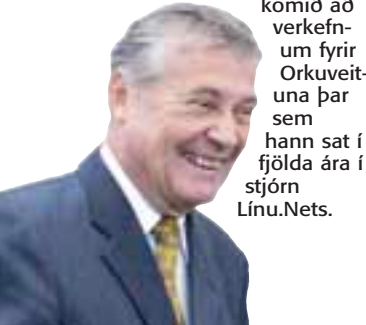 komið að
verkefn-
um fyrir
Orkuveit-
una þar
sem
hann sat í
fjölda ára í
stjórn
Línu.Nets.